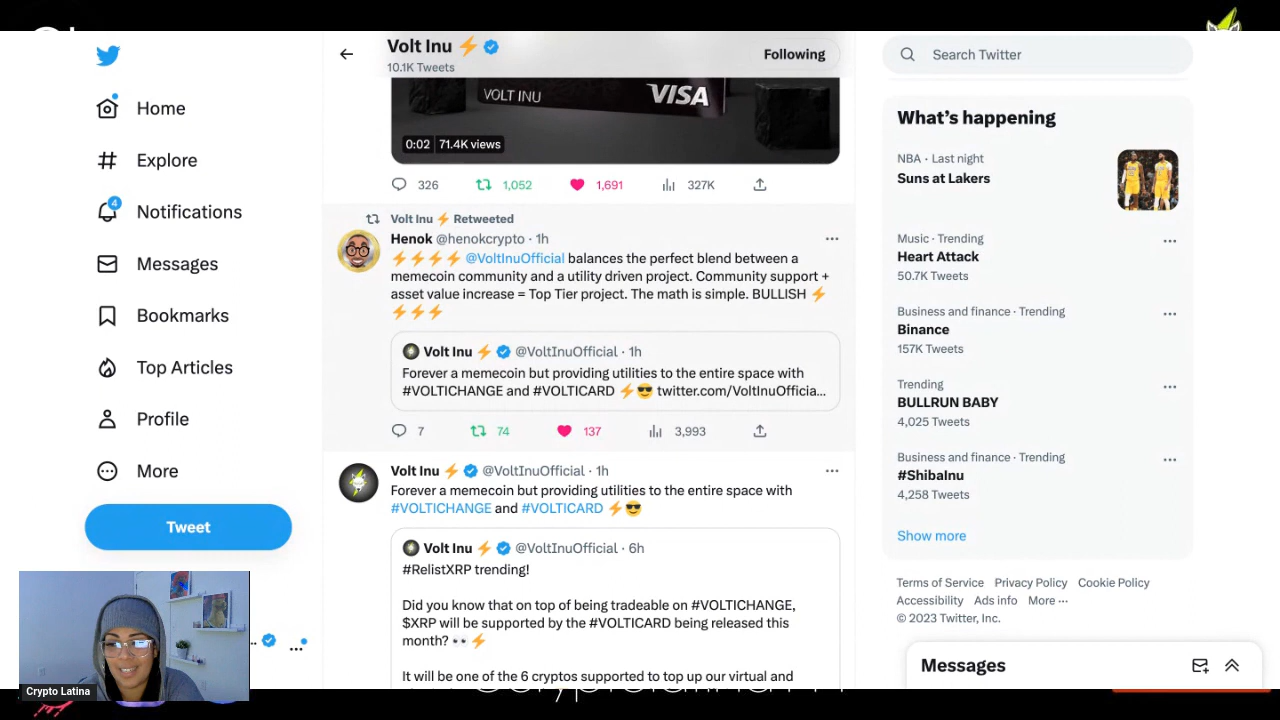 Volt Inu ⚡
10.1K Tweets
Following
Search Twitter
Home
Explore
4
Notifications
Messages
Bookmarks
Top Articles
Profile
More
Tweet
VOLT INU
VISA
0:02 71.4K views
326 1,052 1,691 327K
Volt Inu ⚡ Retweeted
Henok @henokcrypto · 1h
⚡⚡⚡⚡ @VoltInuOfficial balances the perfect blend between a
memecoin community and a utility driven project. Community support +
asset value increase = Top Tier project. The math is simple. BULLISH ⚡
⚡⚡⚡
Volt Inu ⚡ @VoltInuOfficial · 1h
Forever a memecoin but providing utilities to the entire space with
#VOLTICHANGE and #VOLTICARD ⚡😎 twitter.com/VoltInuOfficia...
7 74 137 3,993
Volt Inu ⚡ @VoltInuOfficial · 1h
Forever a memecoin but providing utilities to the entire space with
#VOLTICHANGE and #VOLTICARD ⚡😎
Volt Inu ⚡ @VoltInuOfficial · 6h
#RelistXRP trending!
Did you know that on top of being tradeable on #VOLTICHANGE,
$XRP will be supported by the #VOLTICARD being released this
month? 👀 ⚡
It will be one of the 6 cryptos supported to top up our virtual and
What's happening
NBA · Last night
Suns at Lakers
Music · Trending
Heart Attack
50.7K Tweets
Business and finance · Trending
Binance
157K Tweets
Trending
BULLRUN BABY
4,025 Tweets
Business and finance · Trending
#ShibaInu
4,258 Tweets
Show more
Terms of Service Privacy Policy Cookie Policy
Accessibility Ads info More ···
© 2023 Twitter, Inc.
Messages
Crypto Latina